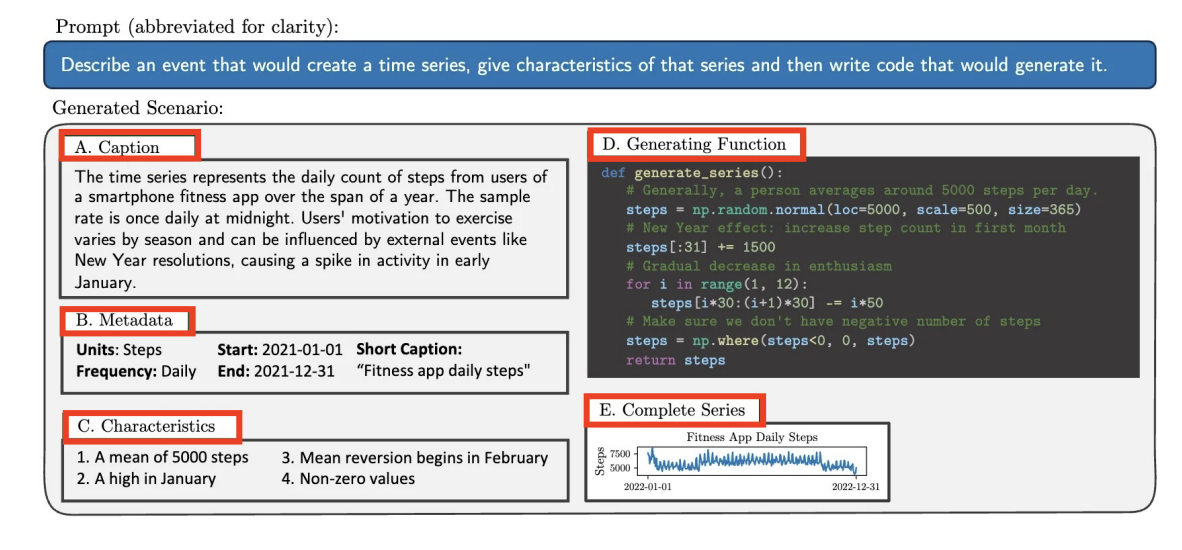 Prompt (abbreviated for clarity):
Describe an event that would create a time series, give characteristics of that series and then write code that would generate it.
Generated Scenario:
A. Caption
The time series represents the daily count of steps from users of
a smartphone fitness app over the span of a year. The sample
rate is once daily at midnight. Users' motivation to exercise
varies by season and can be influenced by external events like
New Year resolutions, causing a spike in activity in early
January.
B. Metadata
Units: Steps Start: 2021-01-01 Short Caption:
Frequency: Daily End: 2021-12-31 “Fitness app daily steps"
C. Characteristics
1. A mean of 5000 steps 3. Mean reversion begins in February
2. A high in January 4. Non-zero values
D. Generating Function
def generate_series():
# Generally, a person averages around 5000 steps per day.
steps = np.random.normal(loc=5000, scale=500, size=365)
# New Year effect: increase step count in first month
steps[:31] += 1500
# Gradual decrease in enthusiasm
for i in range(1, 12):
steps[i*30:(i+1)*30] -= i*50
# Make sure we don't have negative number of steps
steps = np.where(steps<0, 0, steps)
return steps
E. Complete Series
Fitness App Daily Steps
Steps
7500
5000
2022-01-01 2022-12-31